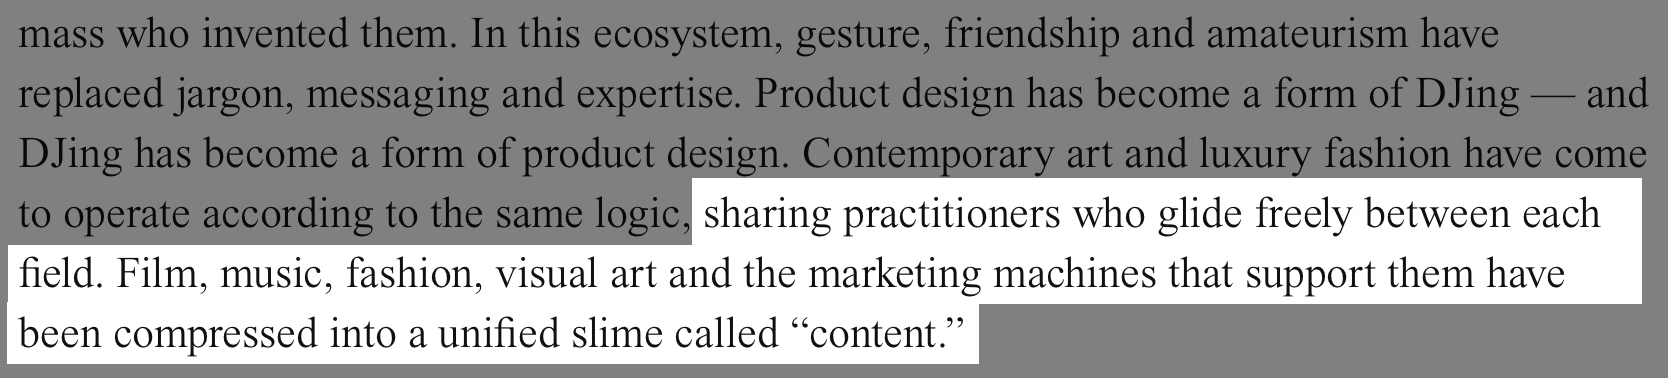 mass who invented them. In this ecosystem, gesture, friendship and amateurism have
replaced jargon, messaging and expertise. Product design has become a form of DJing — and
DJing has become a form of product design. Contemporary art and luxury fashion have come
to operate according to the same logic, sharing practitioners who glide freely between each
field. Film, music, fashion, visual art and the marketing machines that support them have
been compressed into a unified slime called “content.”